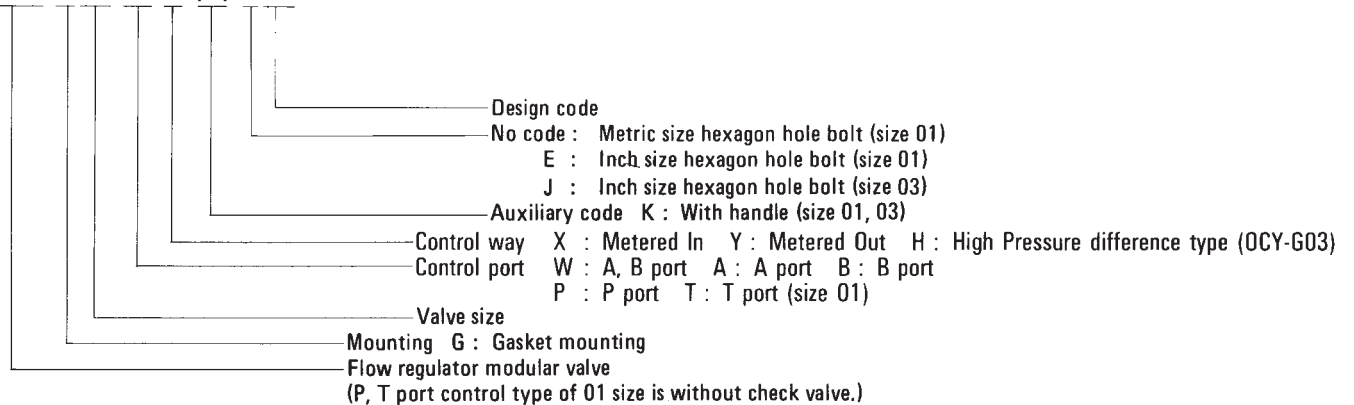 Design code
No code : Metric size hexagon hole bolt (size 01)
E : Inch size hexagon hole bolt (size 01)
J : Inch size hexagon hole bolt (size 03)
Auxiliary code K : With handle (size 01, 03)
Control way X : Metered In Y : Metered Out H : High Pressure difference type (OCY-G03)
Control port W : A, B port A : A port B : B port
P : P port T : T port (size 01)
Valve size
Mounting G : Gasket mounting
Flow regulator modular valve
(P, T port control type of 01 size is without check valve.)